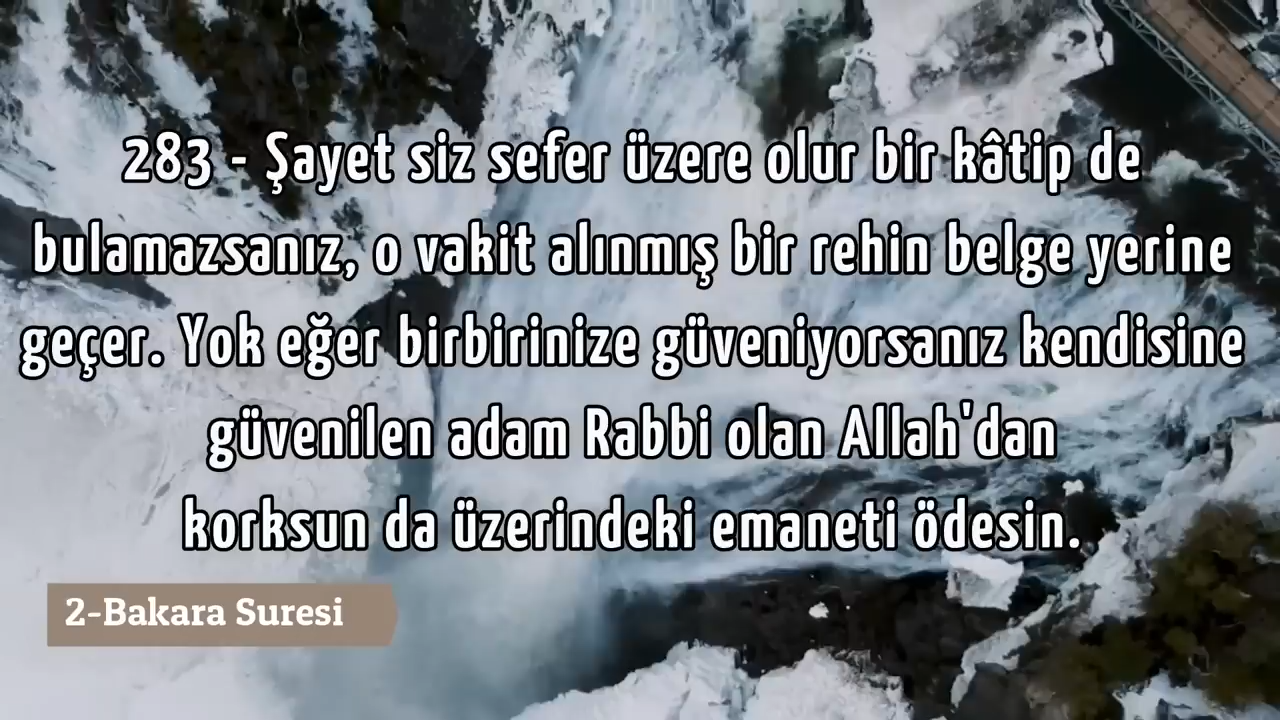 283 - Şayet siz sefer üzere olur bir kâtip de
bulamazsanız, o vakit alınmış bir rehin belge yerine
geçer. Yok eğer birbirinize güveniyorsanız kendisine
güvenilen adam Rabbi olan Allah'dan
korksun da üzerindeki emaneti ödesin.
2-Bakara Suresi